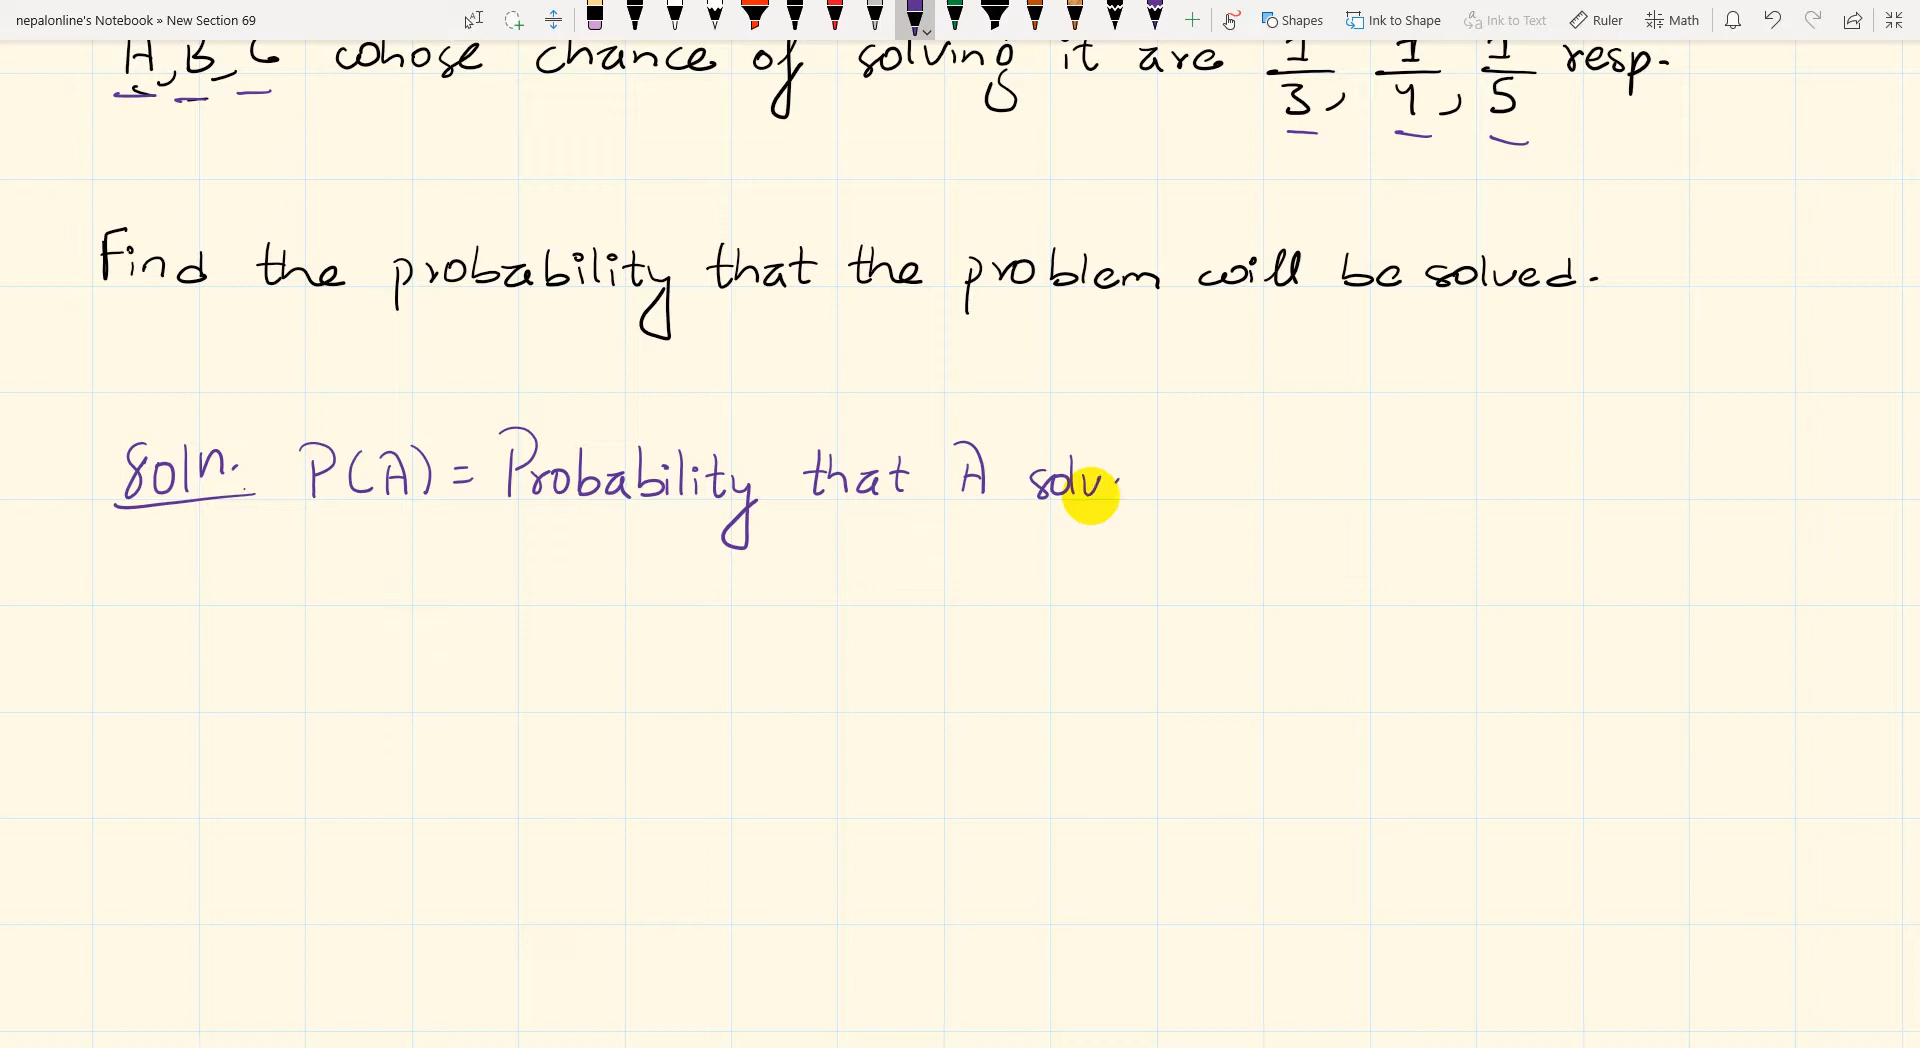 nepalonline's Notebook » New Section 69
Shapes Ink to Shape Ink to Text Ruler Math
A, B, C whose chance of solving it are 1/3, 1/4, 1/5 resp.
Find the probability that the problem will be solved.
Soln. P(A) = Probability that A solv